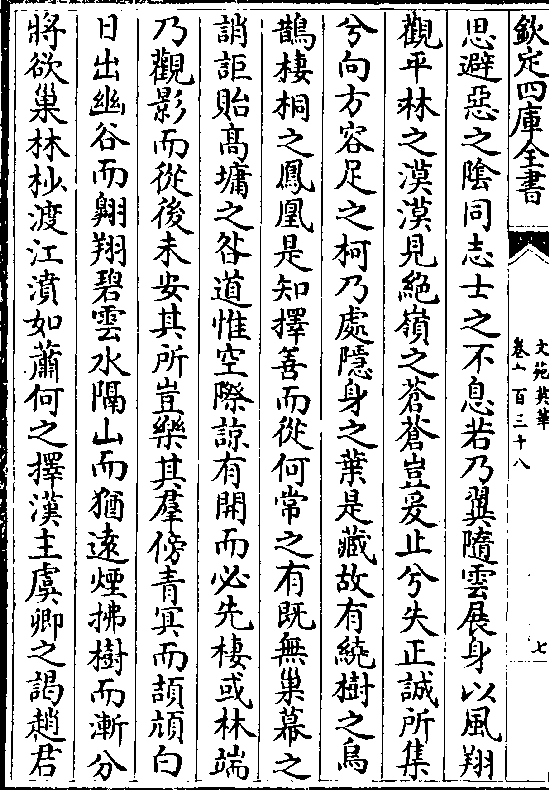 欽定四庫全書
文苑英華
卷一百三十八
七
思避惡之陰同志士之不息若乃翼隨雲展身以風翔
觀平林之漠漠見絶嶺之蒼蒼豈爰止兮失正誠所集
兮向方容足之柯乃處隱身之葉是藏故有繞樹之烏
鵲棲桐之鳳凰是知擇善而從何常之有既無巢幕之
誚詎貽髙墉之咎道惟空際諒有開而必先棲或林端
乃觀影而從後未安其所豈樂其羣傍青冥而頡頏白
日出幽谷而翺翔碧雲水隔山而猶逺煙拂樹而漸分
將欲巢林杪渡江濆如蕭何之擇漢主虞卿之謁趙君